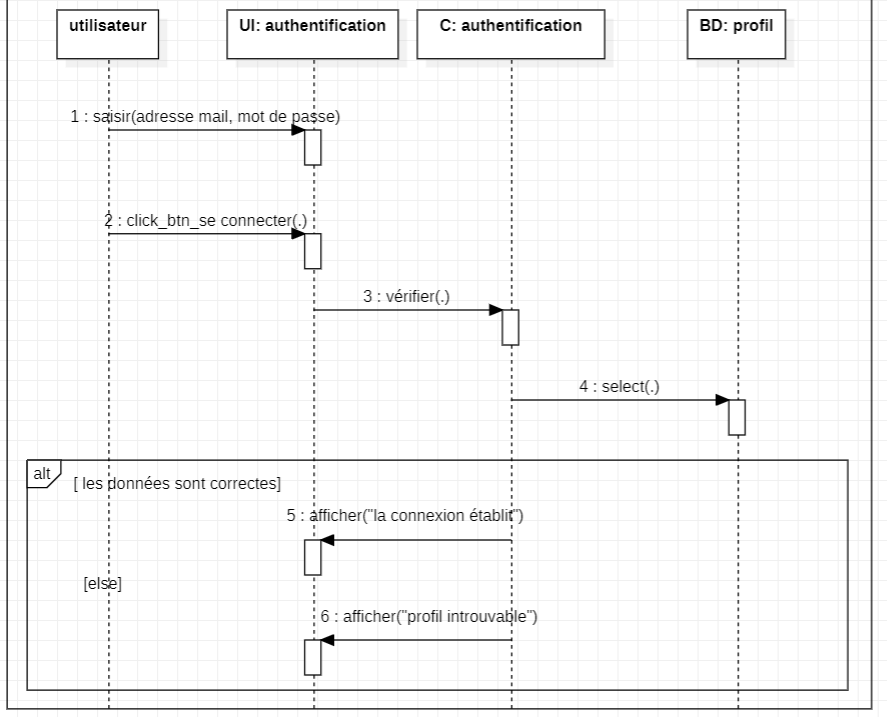 utilisateur
UI: authentification
C: authentification
BD: profil
1 : saisir(adresse mail, mot de passe)
2 : click_btn_se connecter(.)
3 : vérifier(.)
4 : select(.)
alt
[ les données sont correctes]
5 : afficher("la connexion établit")
[else]
6 : afficher("profil introuvable")